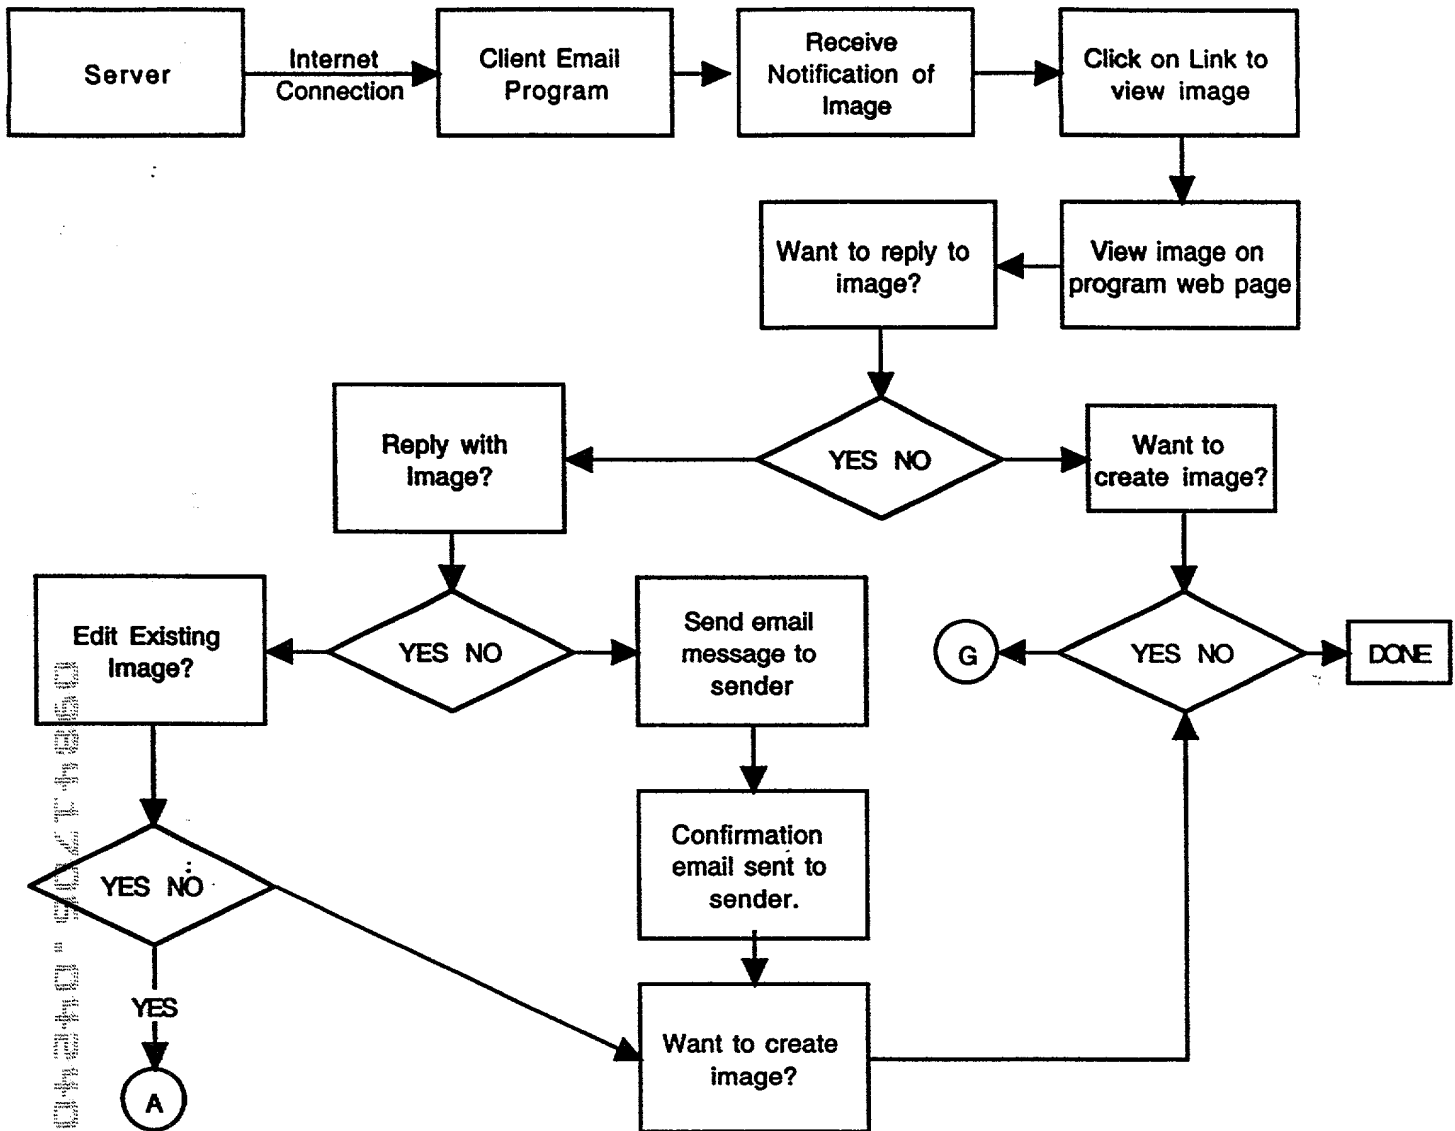 Server
Internet
Connection
Client Email
Program
Receive
Notification of
Image
Click on Link to
view image
Want to reply to
image?
View image on
program web page
Reply with
Image?
YES NO
Want to
create image?
Edit Existing
Image?
YES NO
Send email
message to
sender
G
YES NO
DONE
YES NO
Confirmation
email sent to
sender.
YES
Want to create
image?
A